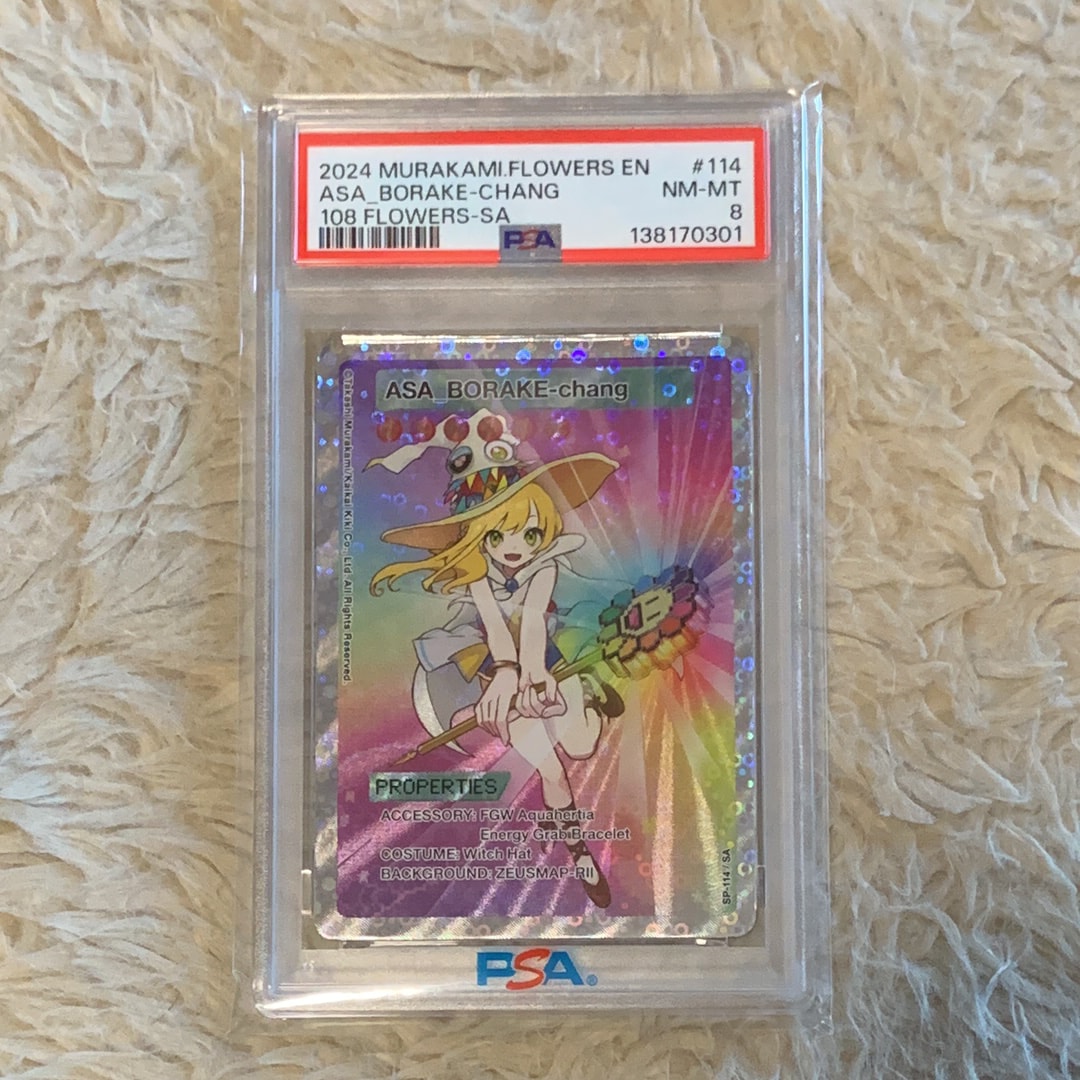 2024 MURAKAMI.FLOWERS EN #114
ASA_BORAKE-CHANG NM-MT
108 FLOWERS-SA 8
PSA 138170301
ASA_BORAKE-chang
©Takashi Murakami/Kaikai Kiki Co., Ltd. All Rights Reserved.
PROPERTIES
ACCESSORY: FGW Aquahertia
Energy Grab Bracelet
COSTUME: Witch Hat
BACKGROUND: ZEUSMAP-RII
SP-114 / SA
PSA®